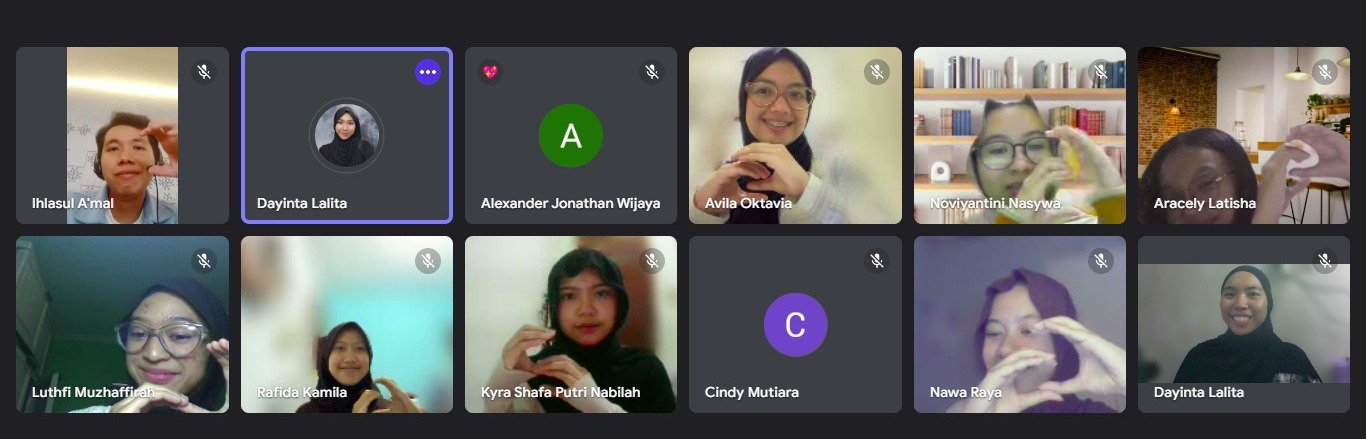 Ihlasul A'mal
Dayinta Lalita
A
Alexander Jonathan Wijaya
Avila Oktavia
Noviyantini Nasywa
Aracely Latisha
Luthfi Muzhaffirah
Rafida Kamila
Kyra Shafa Putri Nabilah
C
Cindy Mutiara
Nawa Raya
Dayinta Lalita